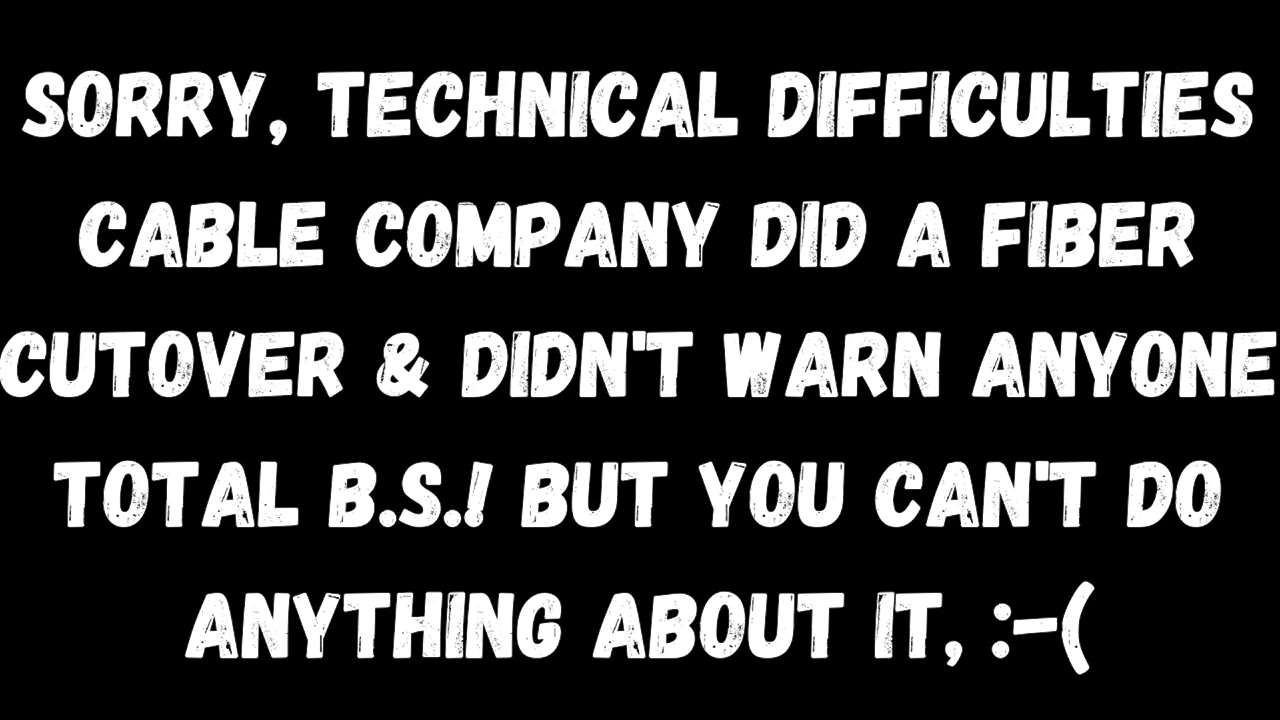 SORRY, TECHNICAL DIFFICULTIES
CABLE COMPANY DID A FIBER
CUTOVER & DIDN'T WARN ANYONE
TOTAL B.S.! BUT YOU CAN'T DO
ANYTHING ABOUT IT, :-(